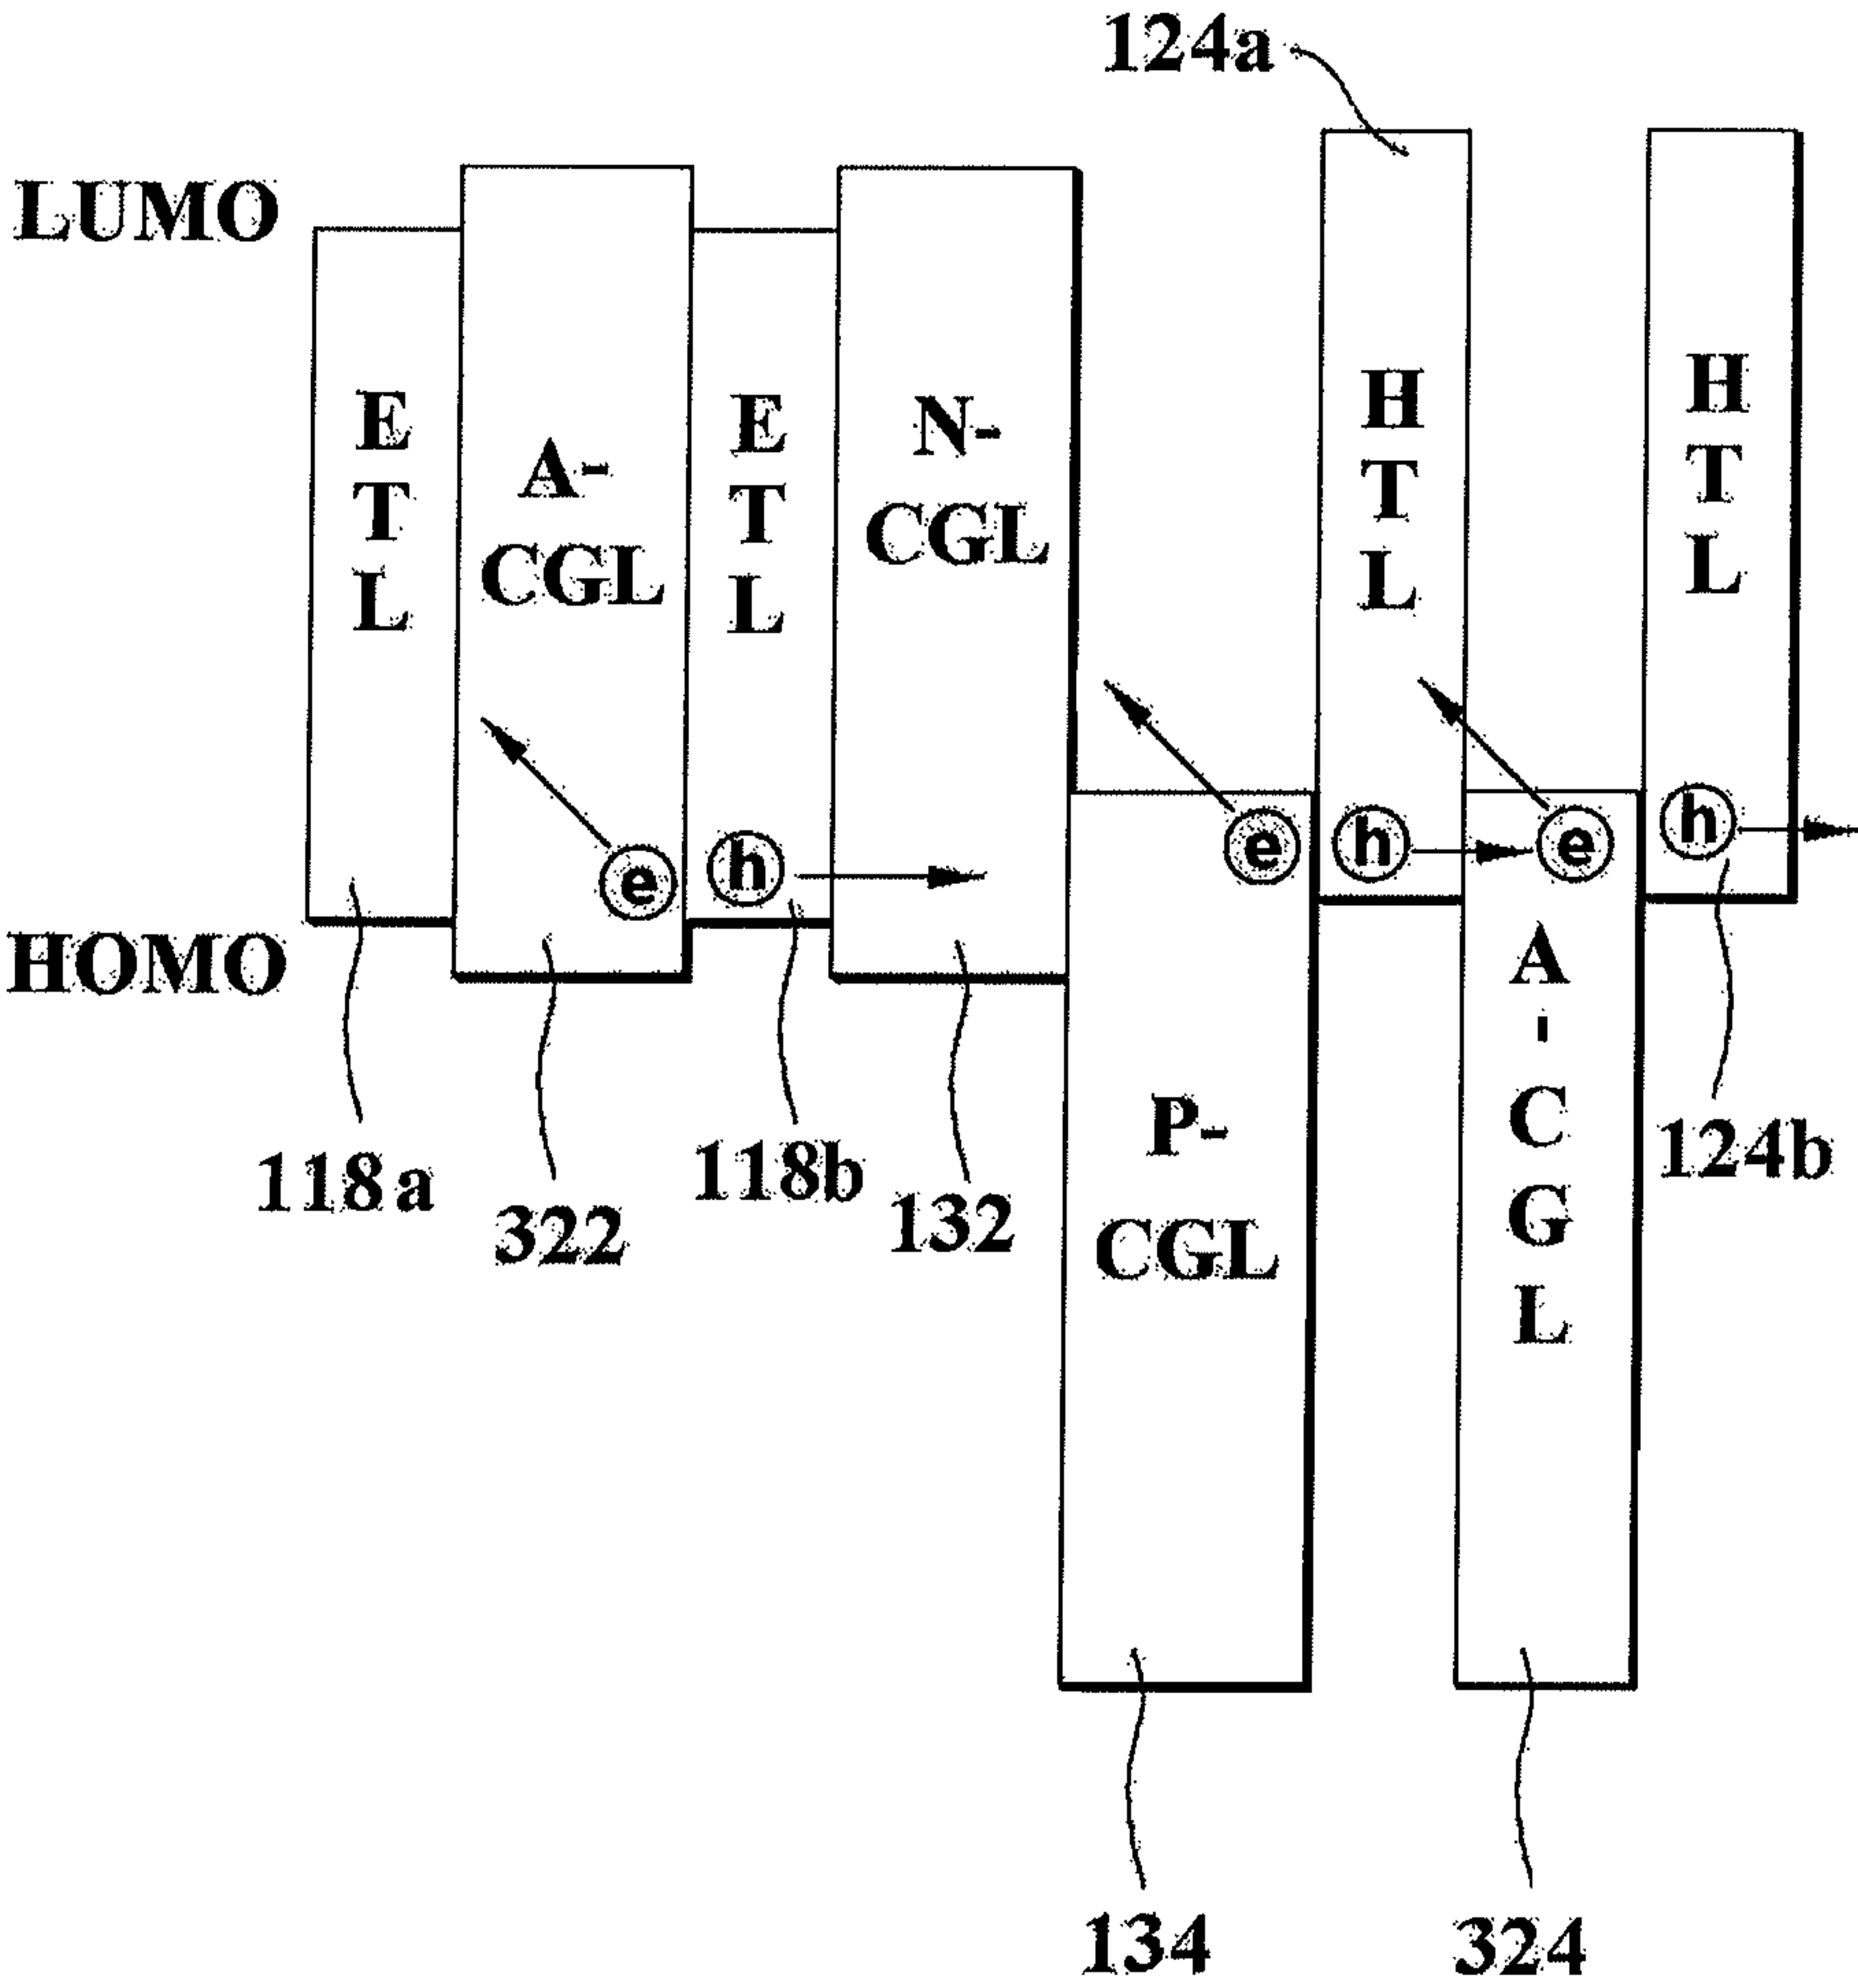 124a
LUMO
E
T
L
A-
CGL
E
T
L
N-
CGL
H
T
L
H
T
L
e
h
e
h
e
h
HOMO
A
-
C
G
L
P-
CGL
118a
322
118b
132
124b
134
324